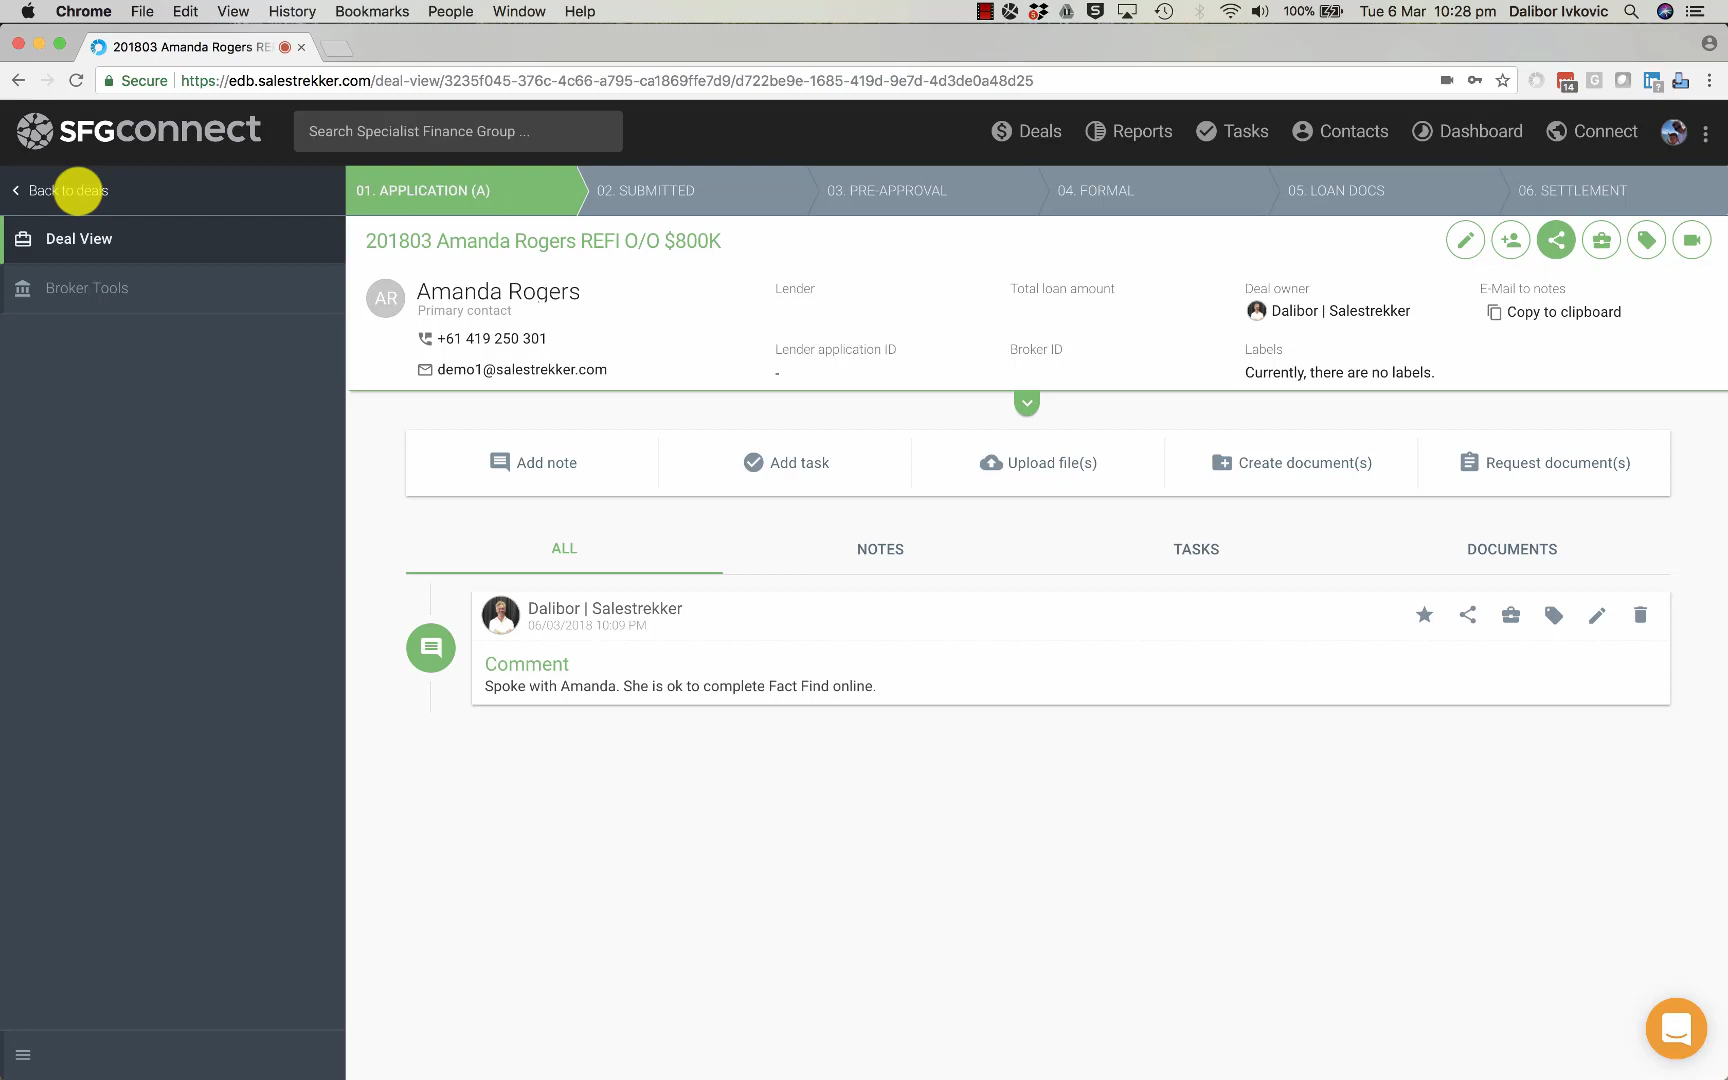 Chrome File Edit View History Bookmarks People Window Help 100% Tue 6 Mar 10:28 pm Dalibor Ivkovic
201803 Amanda Rogers RE
Secure https://edb.salestrekker.com/deal-view/3235f045-376c-4c66-a795-ca1869ffe7d9/d722be9e-1685-419d-9e7d-4d3de0a48d25
14
SFGconnect Search Specialist Finance Group ... Deals Reports Tasks Contacts Dashboard Connect
Back to deals
01. APPLICATION (A) 02. SUBMITTED 03. PRE-APPROVAL 04. FORMAL 05. LOAN DOCS 06. SETTLEMENT
Deal View
Broker Tools
201803 Amanda Rogers REFI O/O $800K
AR Amanda Rogers
Primary contact
+61 419 250 301
demo1@salestrekker.com
Lender
Total loan amount
Deal owner
Dalibor | Salestrekker
E-Mail to notes
Copy to clipboard
Lender application ID
-
Broker ID
Labels
Currently, there are no labels.
Add note Add task Upload file(s) Create document(s) Request document(s)
ALL NOTES TASKS DOCUMENTS
Dalibor | Salestrekker
06/03/2018 10:09 PM
Comment
Spoke with Amanda. She is ok to complete Fact Find online.